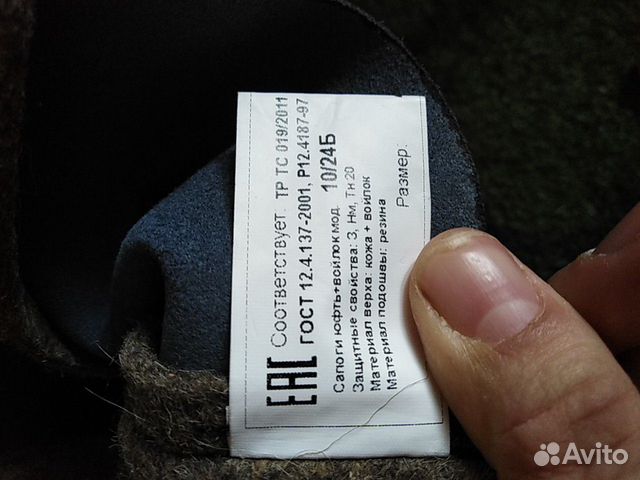 EAC Соответствует. ТР ТС 019/2011
ГОСТ 12.4.137-2001, Р12.4187-97
Сапоги юфть+войлок мод. 10/24Б
Защитные свойства: З, Нм, Тн 20
Материал верха: кожа + войлок
Материал подошвы: резина
Размер.
Avito